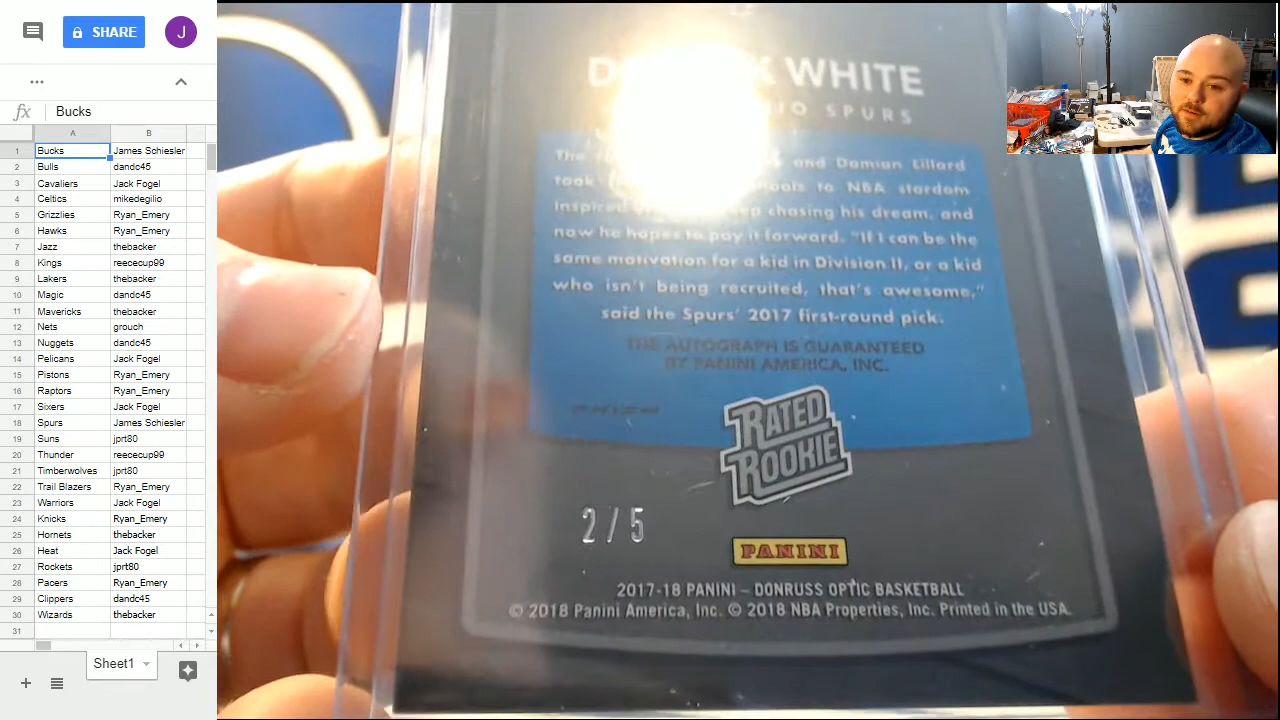 SHARE
J
...
fx Bucks
A B
1 Bucks James Schiesler
2 Bulls dandc45
3 Cavaliers Jack Fogel
4 Celtics mikedegilio
5 Grizzlies Ryan_Emery
6 Hawks Ryan_Emery
7 Jazz thebacker
8 Kings reececup99
9 Lakers thebacker
10 Magic dandc45
11 Mavericks thebacker
12 Nets grouch
13 Nuggets dandc45
14 Pelicans Jack Fogel
15 Pistons Ryan_Emery
16 Raptors Ryan_Emery
17 Sixers Jack Fogel
18 Spurs James Schiesler
19 Suns jprt80
20 Thunder reececup99
21 Timberwolves jprt80
22 Trail Blazers Ryan_Emery
23 Warriors Jack Fogel
24 Knicks Ryan_Emery
25 Hornets thebacker
26 Heat Jack Fogel
27 Rockets jprt80
28 Pacers Ryan_Emery
29 Clippers dandc45
30 Wizards thebacker
31
Sheet1
WHITE
SPURS
The and Damian Lillard
took to NBA stardom
inspired chasing his dream, and
now he hopes to pay it forward. "If I can be the
same motivation for a kid in Division II, or a kid
who isn't being recruited, that's awesome,"
said the Spurs' 2017 first-round pick.
THE AUTOGRAPH IS GUARANTEED
BY PANINI AMERICA, INC.
RATED
ROOKIE
2/5
PANINI
2017-18 PANINI – DONRUSS OPTIC BASKETBALL
© 2018 Panini America, Inc. © 2018 NBA Properties, Inc. Printed in the USA.